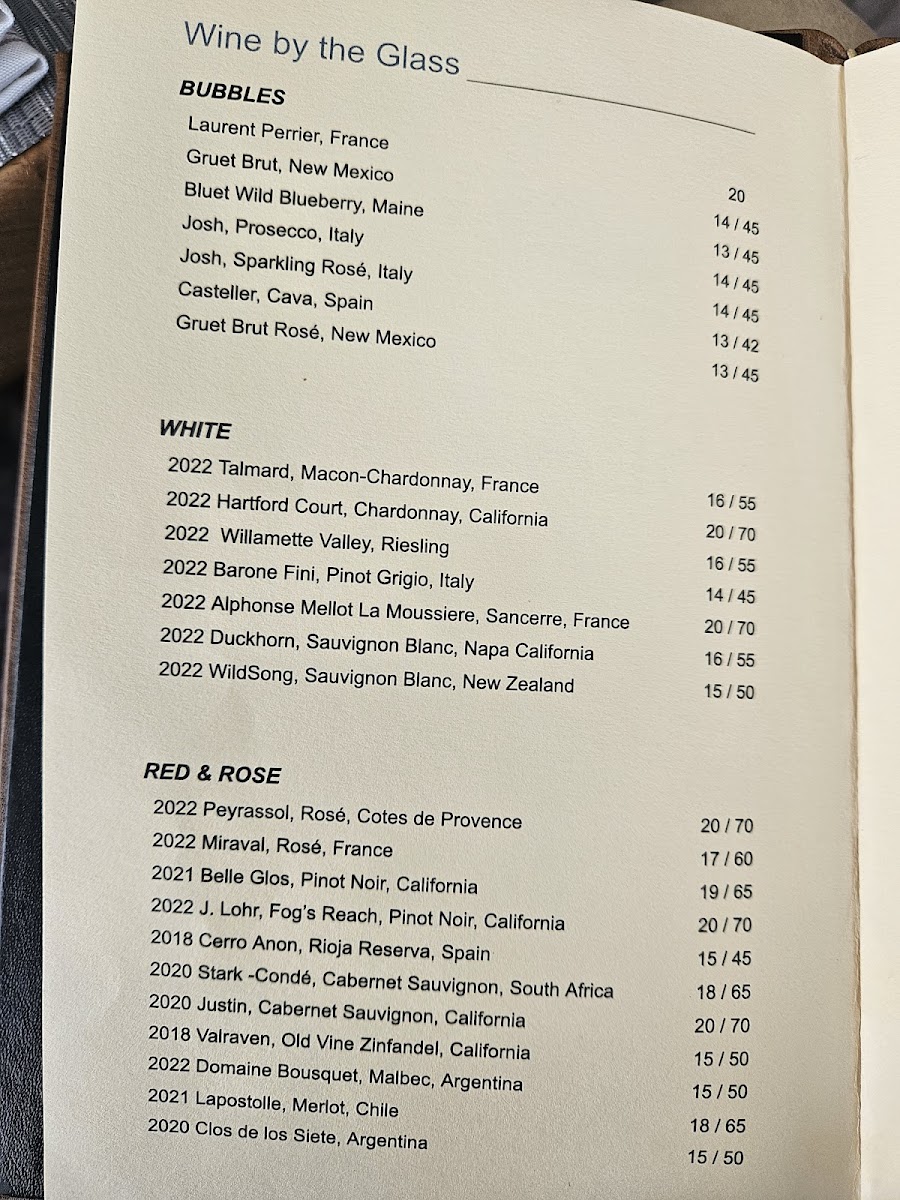 Wine by the Glass
BUBBLES
Laurent Perrier, France 20
Gruet Brut, New Mexico 14 / 45
Bluet Wild Blueberry, Maine 13 / 45
Josh, Prosecco, Italy 14 / 45
Josh, Sparkling Rosé, Italy 14 / 45
Casteller, Cava, Spain 13 / 42
Gruet Brut Rosé, New Mexico 13 / 45
WHITE
2022 Talmard, Macon-Chardonnay, France 16 / 55
2022 Hartford Court, Chardonnay, California 20 / 70
2022 Willamette Valley, Riesling 16 / 55
2022 Barone Fini, Pinot Grigio, Italy 14 / 45
2022 Alphonse Mellot La Moussiere, Sancerre, France 20 / 70
2022 Duckhorn, Sauvignon Blanc, Napa California 16 / 55
2022 WildSong, Sauvignon Blanc, New Zealand 15 / 50
RED & ROSE
2022 Peyrassol, Rosé, Cotes de Provence 20 / 70
2022 Miraval, Rosé, France 17 / 60
2021 Belle Glos, Pinot Noir, California 19 / 65
2022 J. Lohr, Fog's Reach, Pinot Noir, California 20 / 70
2018 Cerro Anon, Rioja Reserva, Spain 15 / 45
2020 Stark -Condé, Cabernet Sauvignon, South Africa 18 / 65
2020 Justin, Cabernet Sauvignon, California 20 / 70
2018 Valraven, Old Vine Zinfandel, California 15 / 50
2022 Domaine Bousquet, Malbec, Argentina 15 / 50
2021 Lapostolle, Merlot, Chile 18 / 65
2020 Clos de los Siete, Argentina 15 / 50